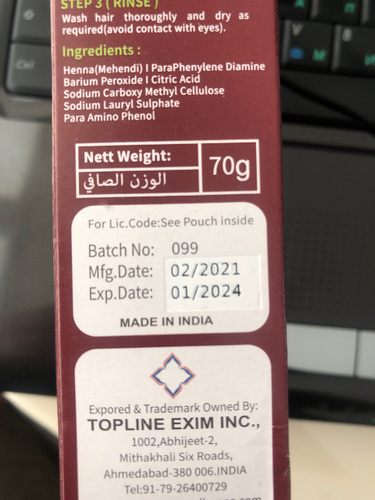 STEP 3 ( RINSE )
Wash hair thoroughly and dry as
required(avoid contact with eyes).
Ingredients :
Henna(Mehendi) I ParaPhenylene Diamine
Barium Peroxide I Citric Acid
Sodium Carboxy Methyl Cellulose
Sodium Lauryl Sulphate
Para Amino Phenol
Nett Weight:
الوزن الصافي
70g
For Lic.Code:See Pouch inside
Batch No: 099
Mfg.Date: 02/2021
Exp.Date: 01/2024
MADE IN INDIA
Expored & Trademark Owned By:
TOPLINE EXIM INC.,
1002,Abhijeet-2,
Mithakhali Six Roads,
Ahmedabad-380 006.INDIA
Tel:91-79-26400729
Ctrl